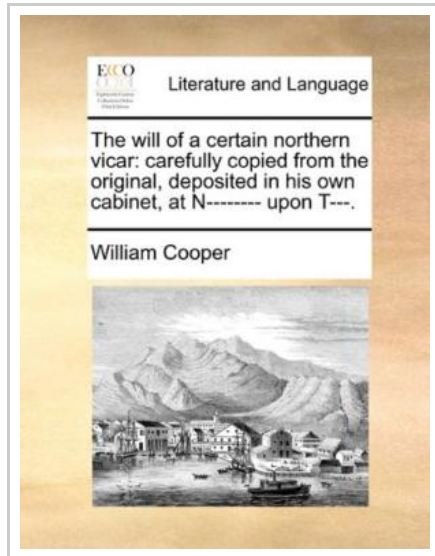 ECCO
Literature and Language
The will of a certain northern
vicar: carefully copied from the
original, deposited in his own
cabinet, at N-------- upon T---.
William Cooper